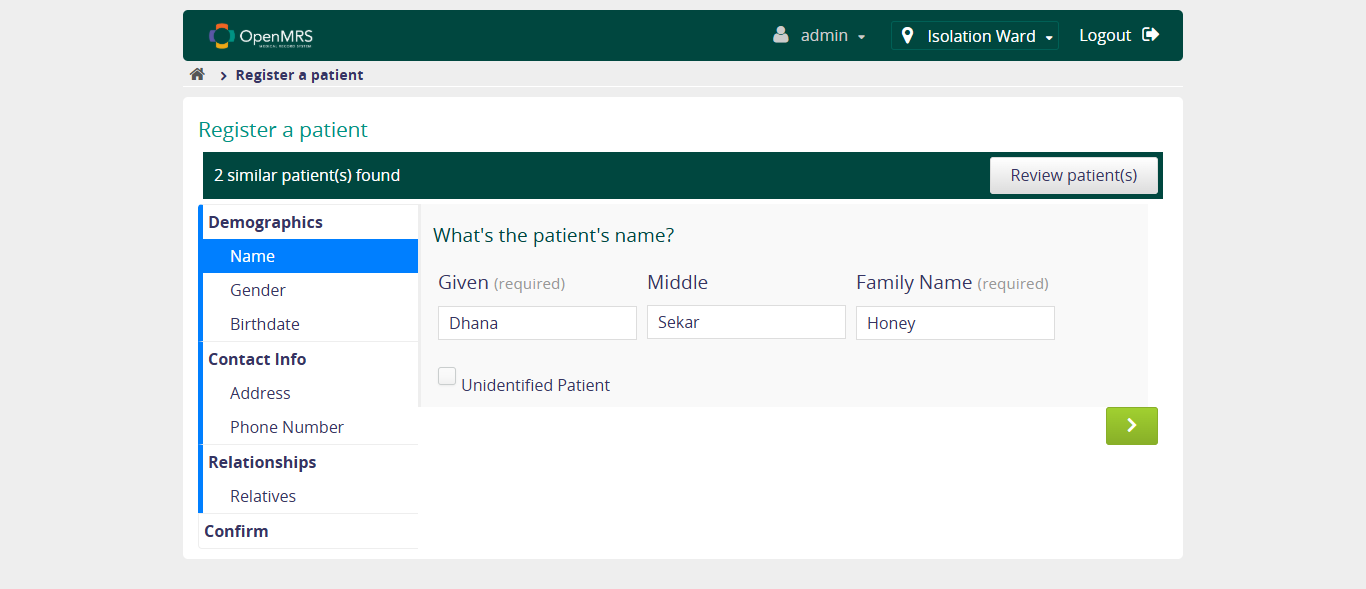 OpenMRS
MEDICAL RECORD SYSTEM
admin
Isolation Ward
Logout
Register a patient
Register a patient
2 similar patient(s) found
Review patient(s)
Demographics
Name
Gender
Birthdate
Contact Info
Address
Phone Number
Relationships
Relatives
Confirm
What's the patient's name?
Given (required) Middle Family Name (required)
Dhana Sekar Honey
Unidentified Patient